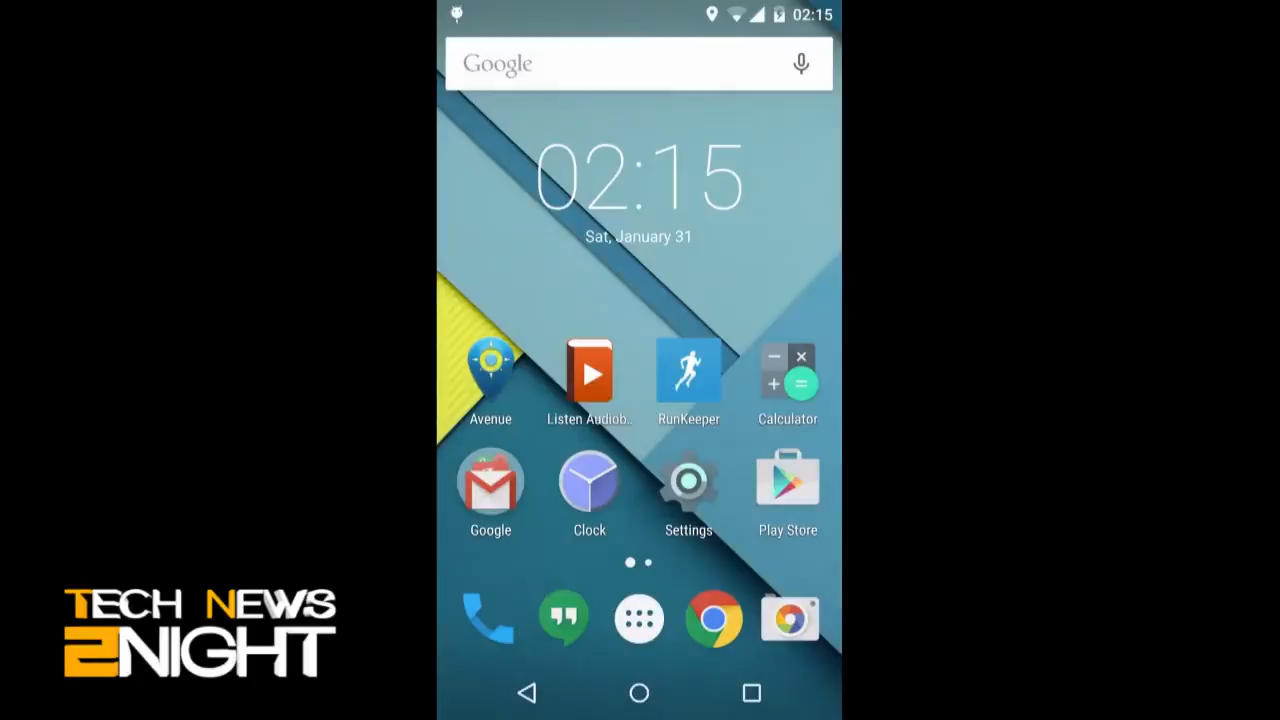 02:15
Google
02:15
Sat, January 31
Avenue
Listen Audiob..
RunKeeper
Calculator
Google
Clock
Settings
Play Store
TECH NEWS
2NIGHT